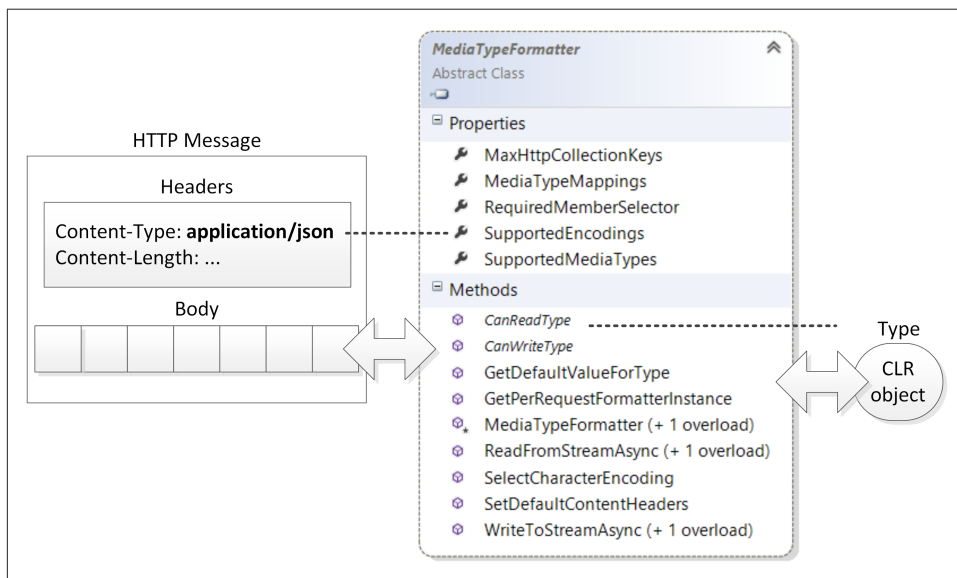 HTTP Message
Headers
Content-Type: application/json
Content-Length: ...
Body
MediaTypeFormatter
Abstract Class
Properties
MaxHttpCollectionKeys
MediaTypeMappings
RequiredMemberSelector
SupportedEncodings
SupportedMediaTypes
Methods
CanReadType
CanWriteType
GetDefaultValueForType
GetPerRequestFormatterInstance
MediaTypeFormatter (+ 1 overload)
ReadFromStreamAsync (+ 1 overload)
SelectCharacterEncoding
SetDefaultContentHeaders
WriteToStreamAsync (+ 1 overload)
Type
CLR
object